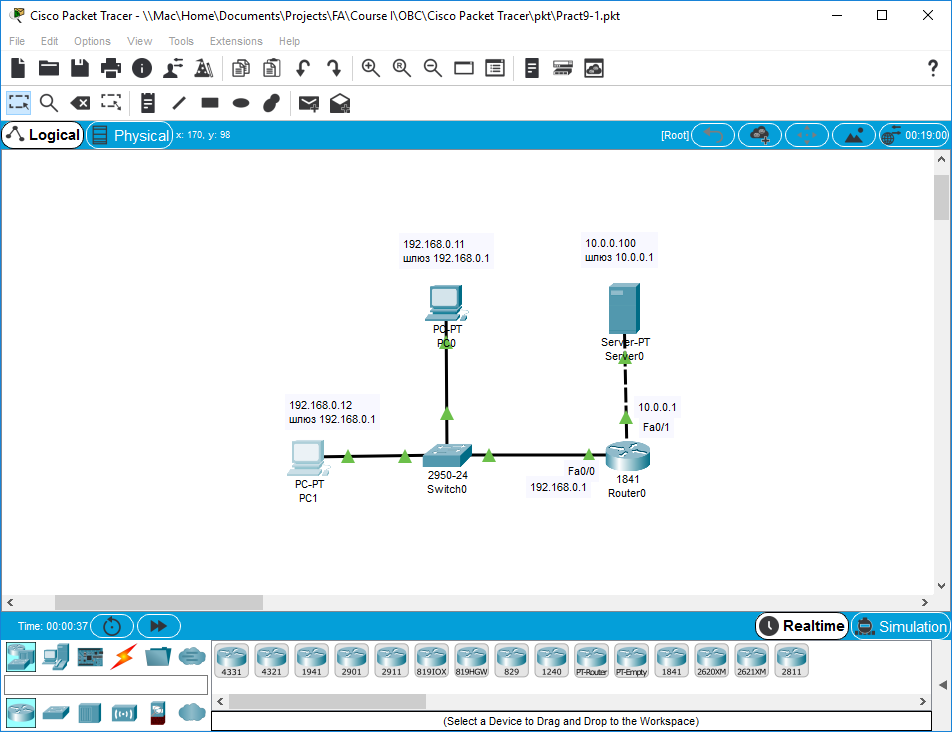 Cisco Packet Tracer - \\Mac\Home\Documents\Projects\FA\Course I\OBC\Cisco Packet Tracer\pkt\Pract9-1.pkt
File Edit Options View Tools Extensions Help
?
Logical Physical x: 170, y: 98 [Root] 00:19:00
192.168.0.11
шлюз 192.168.0.1
10.0.0.100
шлюз 10.0.0.1
PC-PT
PC0
Server-PT
Server0
192.168.0.12
шлюз 192.168.0.1
10.0.0.1
Fa0/1
PC-PT
PC1
2950-24
Switch0
Fa0/0
192.168.0.1
1841
Router0
Time: 00:00:37 Realtime Simulation
4331 4321 1941 2901 2911 819IOX 819HGW 829 1240 PT-Router PT-Empty 1841 2620XM 2621XM 2811
(Select a Device to Drag and Drop to the Workspace)